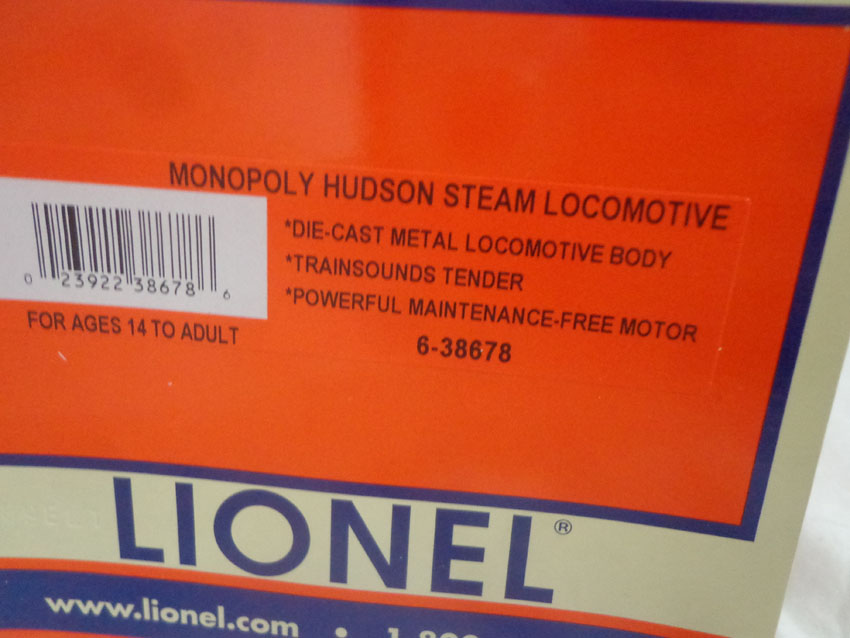 MONOPOLY HUDSON STEAM LOCOMOTIVE
*DIE-CAST METAL LOCOMOTIVE BODY
*TRAINSOUNDS TENDER
*POWERFUL MAINTENANCE-FREE MOTOR
6-38678
0 23922 38678 6
FOR AGES 14 TO ADULT
LIONEL®
www.lionel.com •